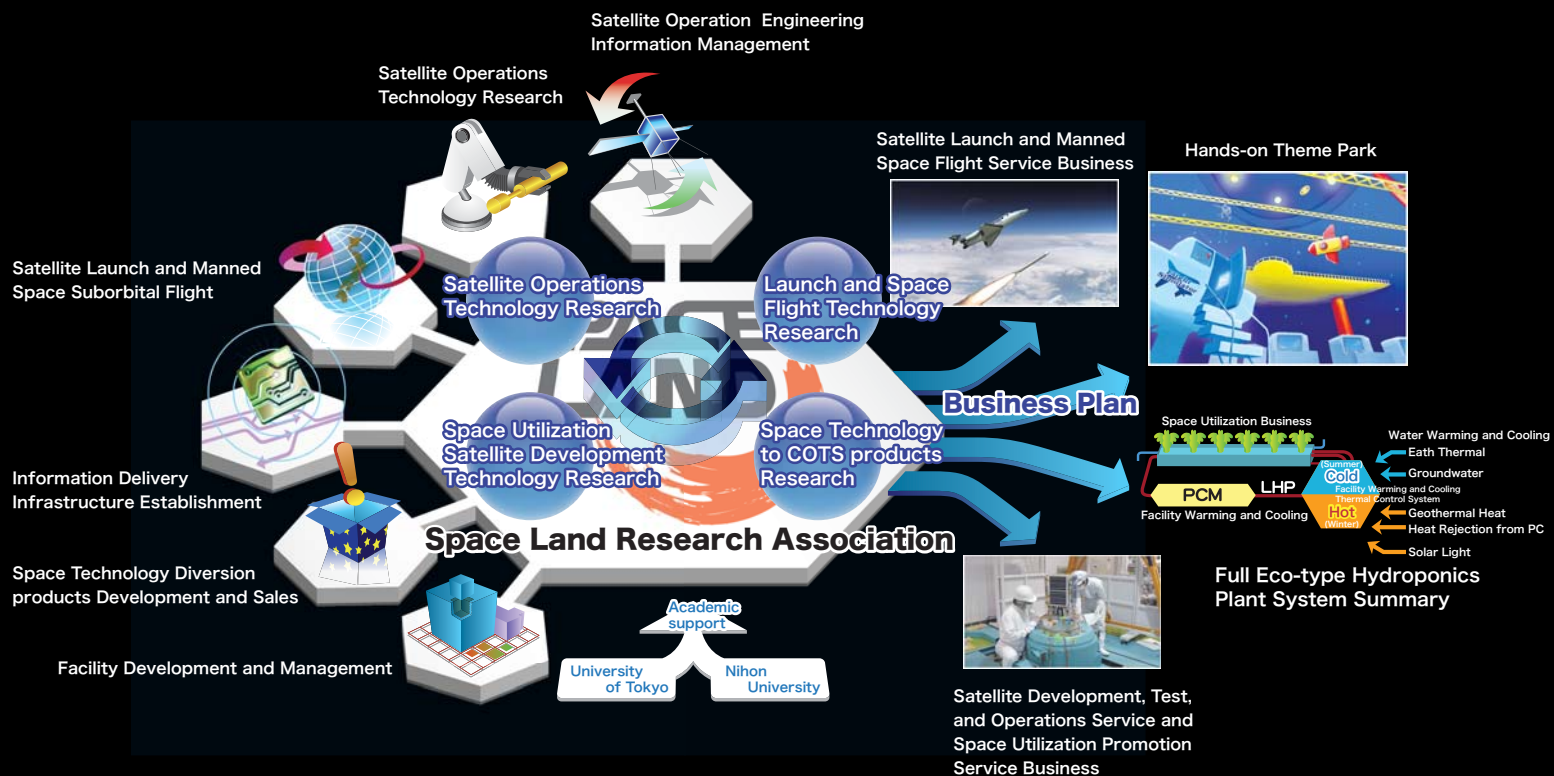 Satellite Operation Engineering
Information Management
Satellite Operations
Technology Research
Satellite Launch and Manned
Space Flight Service Business
Hands-on Theme Park
Satellite Launch and Manned
Space Suborbital Flight
Satellite Operations
Technology Research
Launch and Space
Flight Technology
Research
SPACE
LAND
Business Plan
Space Utilization
Satellite Development
Technology Research
Space Technology
to COTS products
Research
Space Utilization Business
Water Warming and Cooling
Eath Thermal
Groundwater
(Summer)
Cold
Facility Warming and Cooling
Thermal Control System
Hot
(Winter)
PCM
LHP
Facility Warming and Cooling
Geothermal Heat
Heat Rejection from PC
Solar Light
Full Eco-type Hydroponics
Plant System Summary
Information Delivery
Infrastructure Establishment
Space Land Research Association
Space Technology Diversion
products Development and Sales
Facility Development and Management
Academic
support
University
of Tokyo
Nihon
University
Satellite Development, Test,
and Operations Service and
Space Utilization Promotion
Service Business